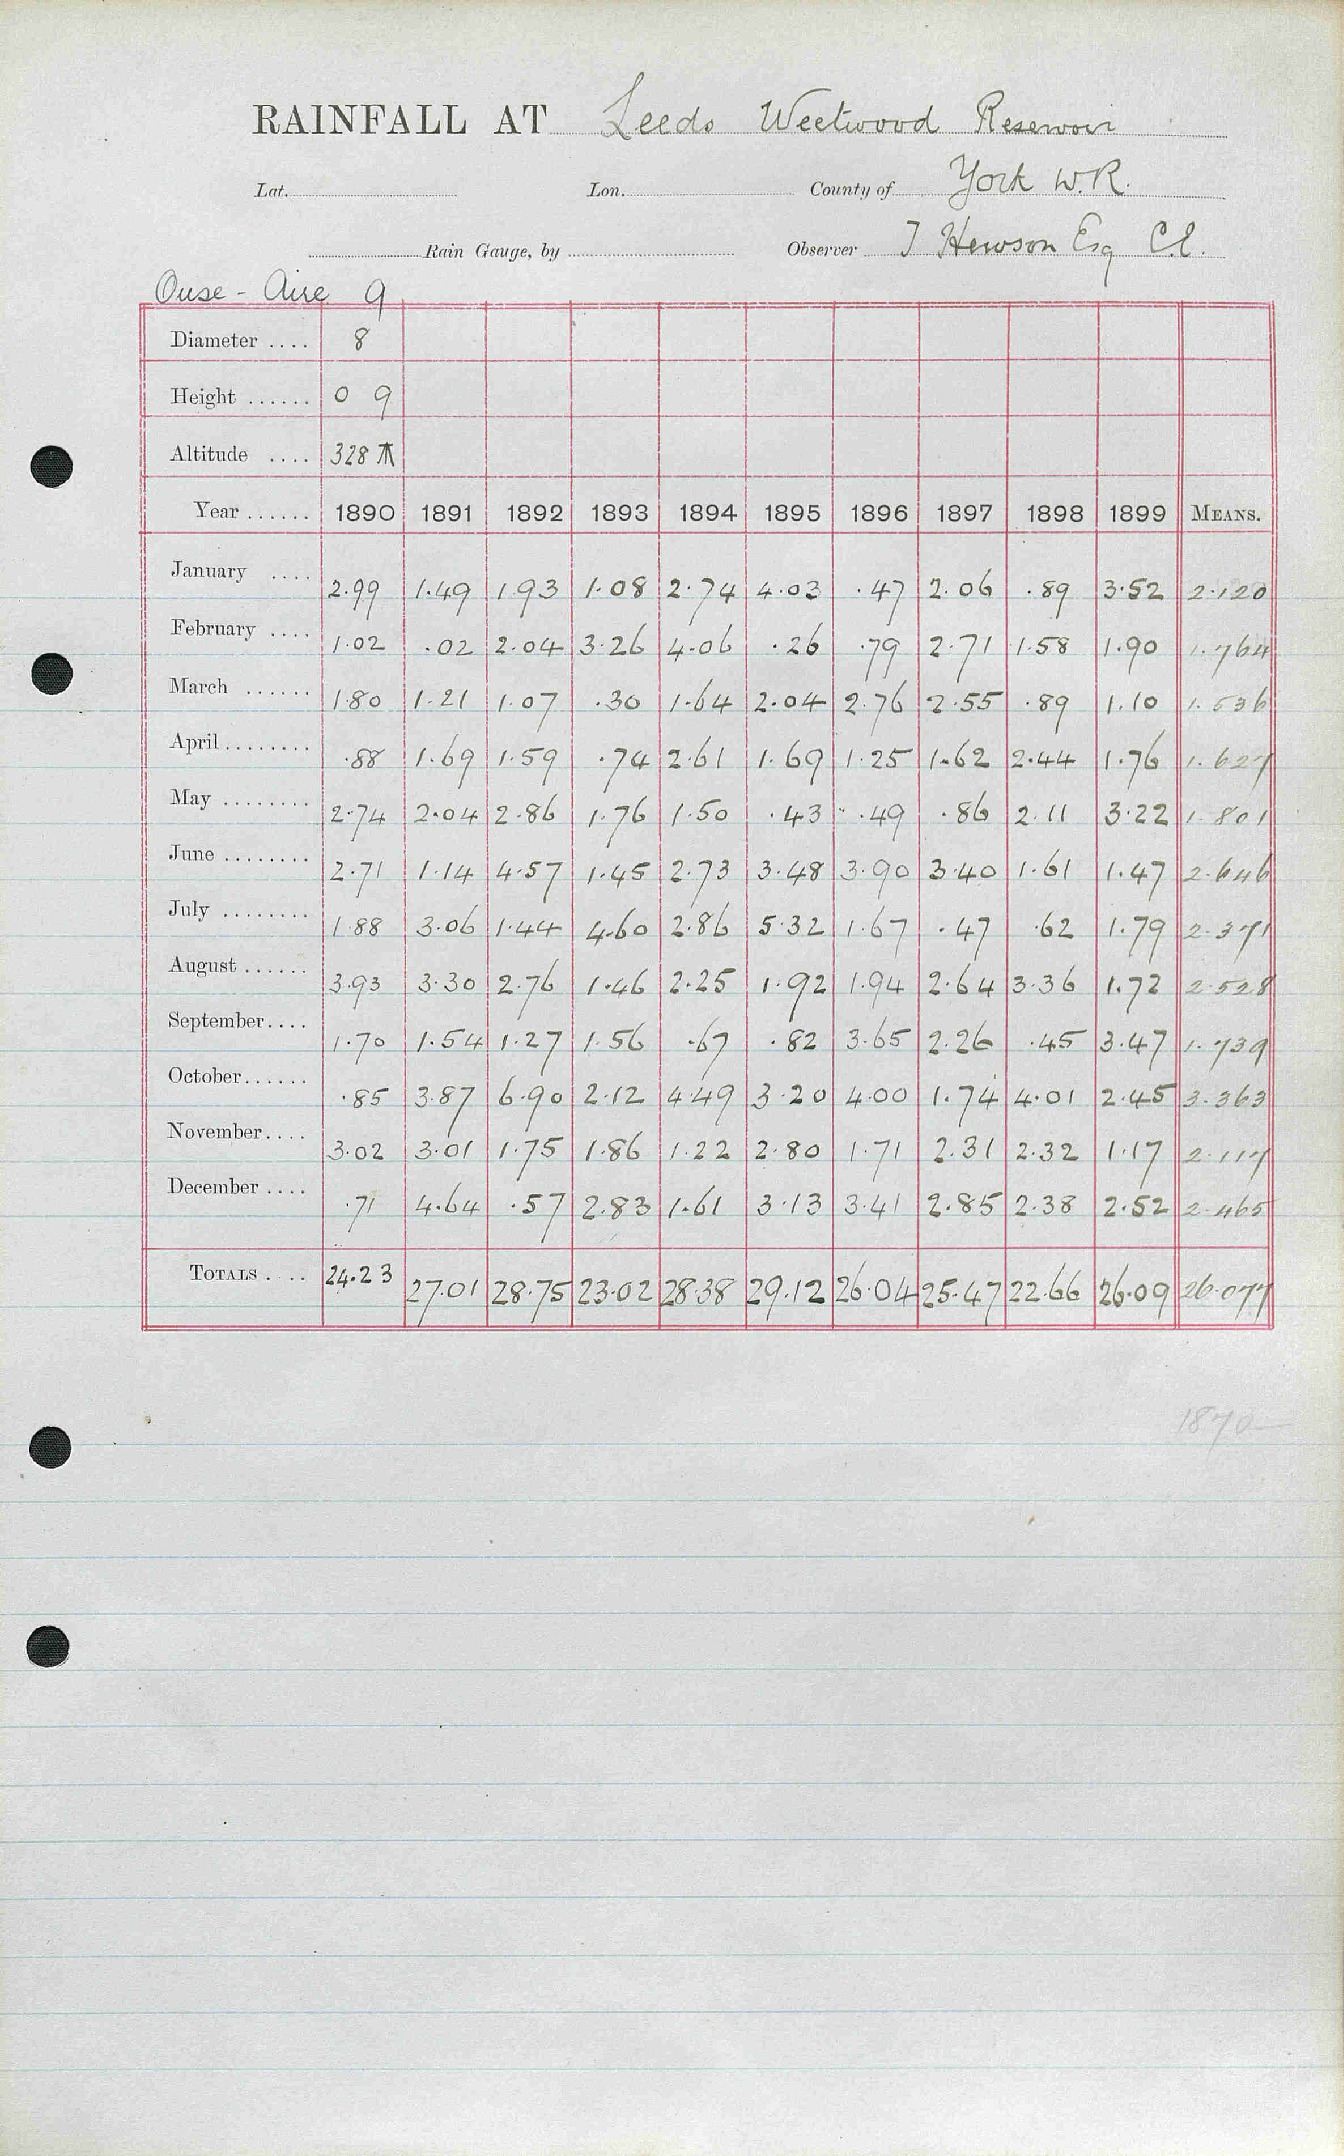 RAINFALL AT Leeds Weetwood Reservoir
Lat. Lon. County of York W.R.
Rain Gauge, by Observer T Hewson Esq C.E.
Ouse - Aire 9
Diameter .... 8
Height ...... 0 9
Altitude .... 328 T
Year ...... 1890 1891 1892 1893 1894 1895 1896 1897 1898 1899 MEANS.
January .... 2.99 1.49 1.93 1.08 2.74 4.03 .47 2.06 .89 3.52 2.120
February .... 1.02 .02 2.04 3.26 4.06 .26 .79 2.71 1.58 1.90 1.764
March ...... 1.80 1.21 1.07 .30 1.64 2.04 2.76 2.55 .89 1.10 1.536
April ........ .88 1.69 1.59 .74 2.61 1.69 1.25 1.62 2.44 1.76 1.627
May ........ 2.74 2.04 2.86 1.76 1.50 .43 .49 .86 2.11 3.22 1.801
June ........ 2.71 1.14 4.57 1.45 2.73 3.48 3.90 3.40 1.61 1.47 2.646
July ........ 1.88 3.06 1.44 4.60 2.86 5.32 1.67 .47 .62 1.79 2.371
August ...... 3.93 3.30 2.76 1.46 2.25 1.92 1.94 2.64 3.36 1.72 2.528
September .... 1.70 1.54 1.27 1.56 .67 .82 3.65 2.26 .45 3.47 1.739
October ...... .85 3.87 6.90 2.12 4.49 3.20 4.00 1.74 4.01 2.45 3.363
November .... 3.02 3.01 1.75 1.86 1.22 2.80 1.71 2.31 2.32 1.17 2.117
December .... .71 4.64 .57 2.83 1.61 3.13 3.41 2.85 2.38 2.52 2.465
TOTALS .... 24.23 27.01 28.75 23.02 28.38 29.12 26.04 25.47 22.66 26.09 26.077
1870—